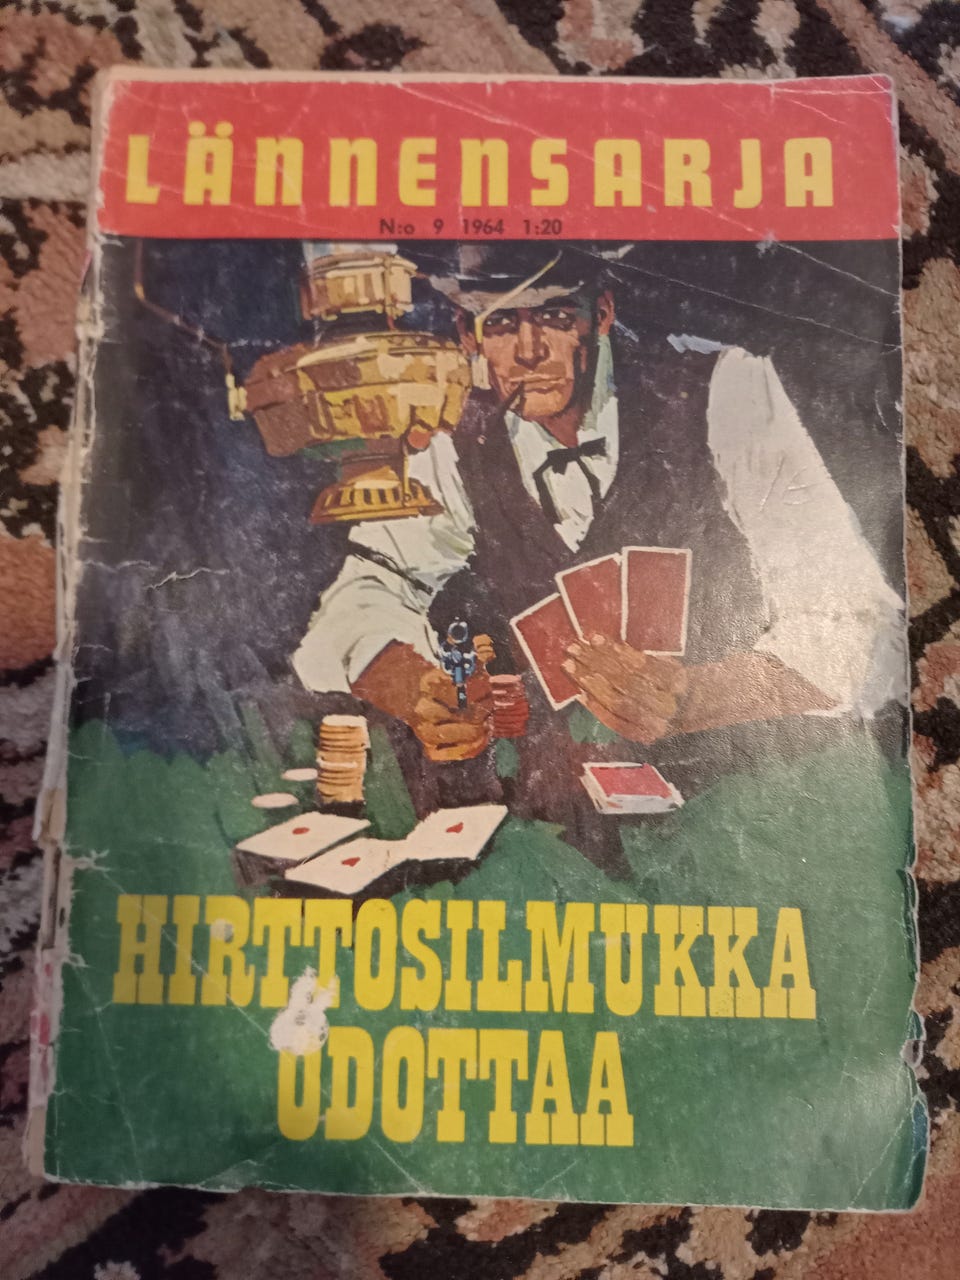 LÄNNENSARJA
N:o 9 1964 1:20
HIRTTOSILMUKKA
ODOTTAA